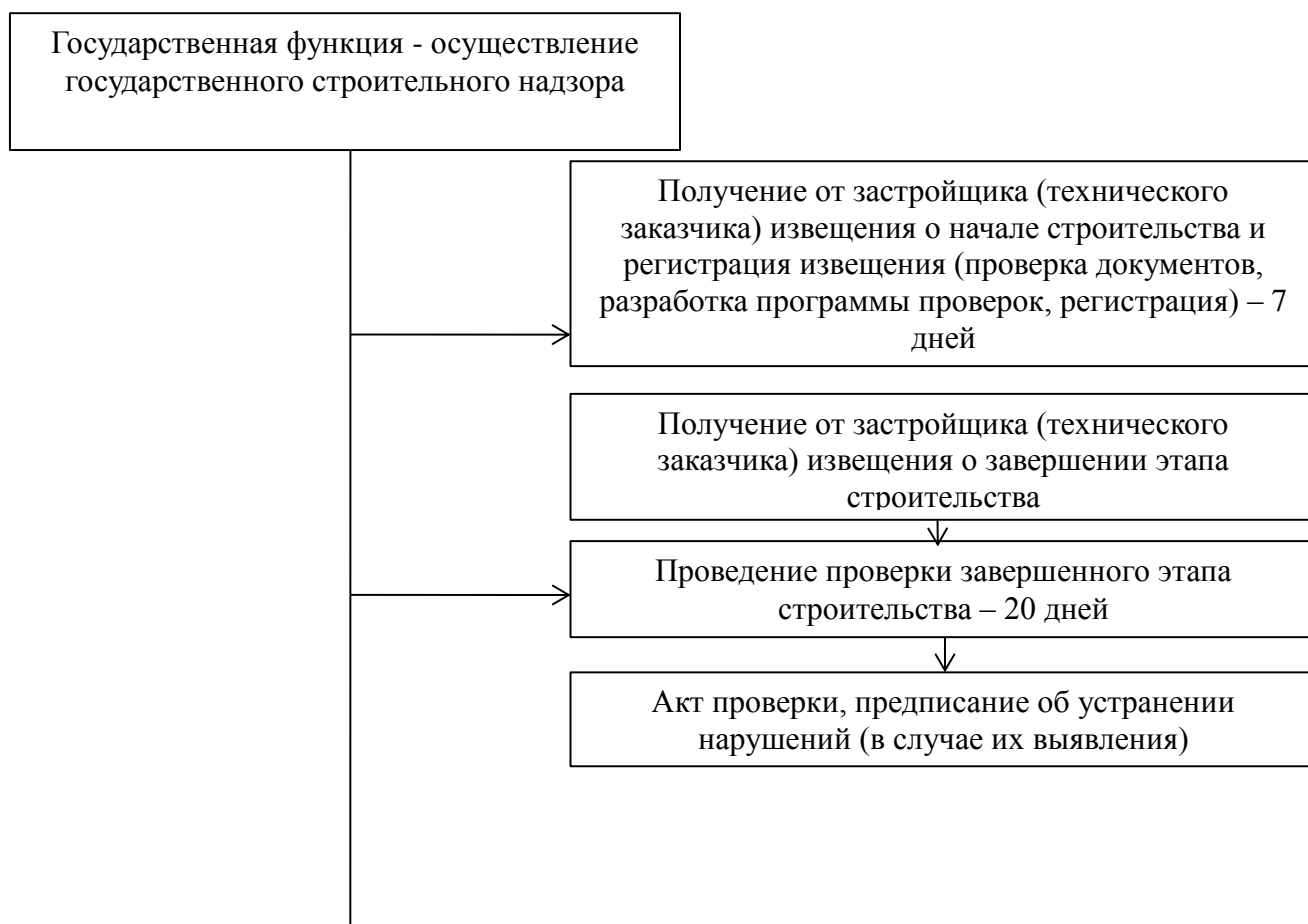 Государственная функция - осуществление
государственного строительного надзора
Получение от застройщика (технического
заказчика) извещения о начале строительства и
регистрация извещения (проверка документов,
разработка программы проверок, регистрация) – 7
дней
Получение от застройщика (технического
заказчика) извещения о завершении этапа
строительства
Проведение проверки завершенного этапа
строительства – 20 дней
Акт проверки, предписание об устранении
нарушений (в случае их выявления)